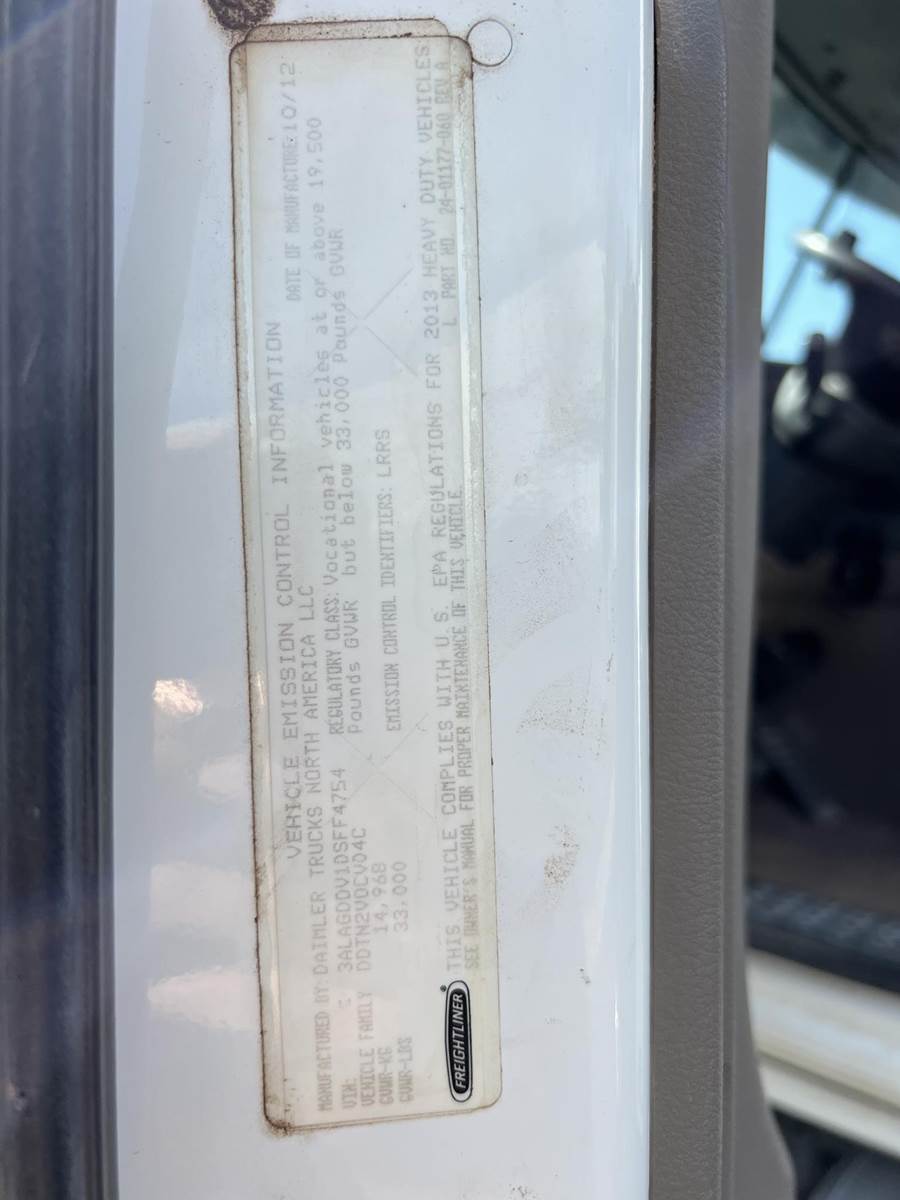 VEHICLE EMISSION CONTROL INFORMATION
DATE OF MANUFACTURE:10/12
MANUFACTURED BY: DAIMLER TRUCKS NORTH AMERICA LLC
VIN: 3ALAGDDV1DSFF4754
REGULATORY CLASS: Vocational vehicles at or above 19,500
Pounds GVWR but below 33,000 Pounds GVWR
VEHICLE FAMILY DDTN2VOCV04C
GVWR-KG 14,968
EMISSION CONTROL IDENTIFIERS: LRRS
GVWR-LBS 33,000
THIS VEHICLE COMPLIES WITH U.S. EPA REGULATIONS FOR 2013 HEAVY DUTY VEHICLES
SEE OWNER'S MANUAL FOR PROPER MAINTENANCE OF THIS VEHICLE.
L PART NO. 24-01177-060 REV A
FREIGHTLINER